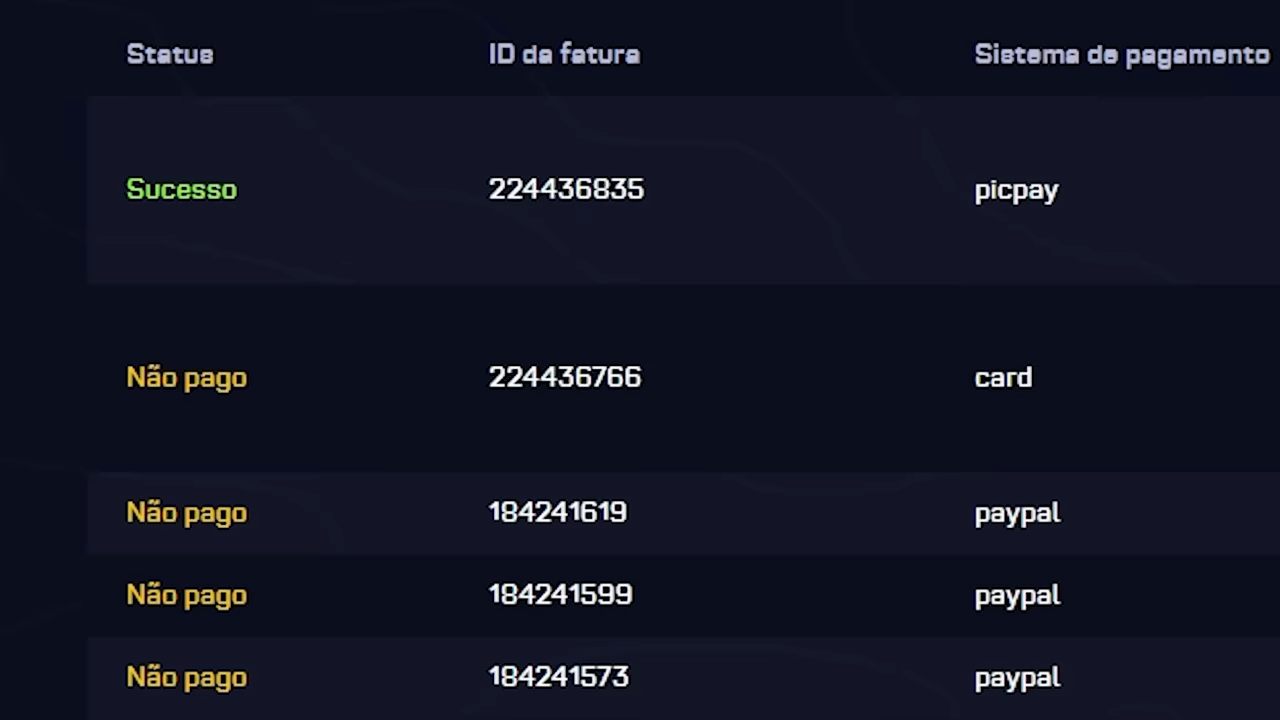 Status ID da fatura Sistema de pagamento
Sucesso 224436835 picpay
Não pago 224436766 card
Não pago 184241619 paypal
Não pago 184241599 paypal
Não pago 184241573 paypal